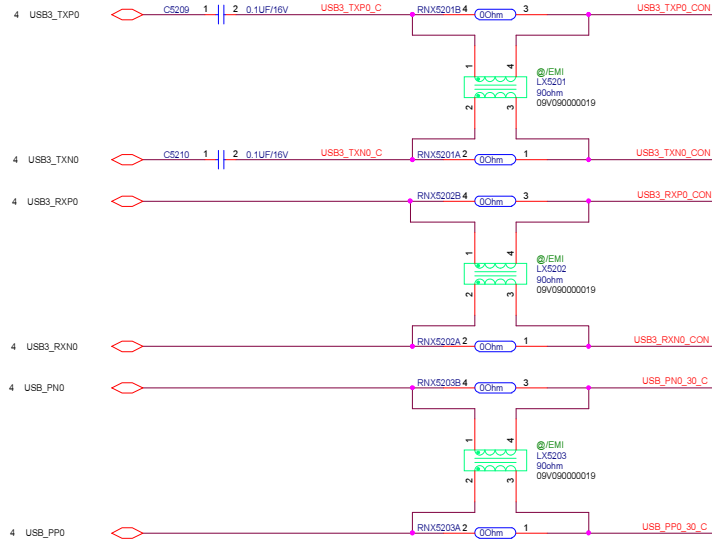 4 USB3_TXP0 C5209 1 2 0.1UF/16V USB3_TXP0_C RNX5201B 4 0Ohm 3 USB3_TXP0_CON
1 4
@/EMI
LX5201
90ohm
09V090000019
2 3
4 USB3_TXN0 C5210 1 2 0.1UF/16V USB3_TXN0_C RNX5201A 2 0Ohm 1 USB3_TXN0_CON
4 USB3_RXP0 RNX5202B 4 0Ohm 3 USB3_RXP0_CON
1 4
@/EMI
LX5202
90ohm
09V090000019
2 3
4 USB3_RXN0 RNX5202A 2 0Ohm 1 USB3_RXN0_CON
4 USB_PN0 RNX5203B 4 0Ohm 3 USB_PN0_30_C
1 4
@/EMI
LX5203
90ohm
09V090000019
2 3
4 USB_PP0 RNX5203A 2 0Ohm 1 USB_PP0_30_C